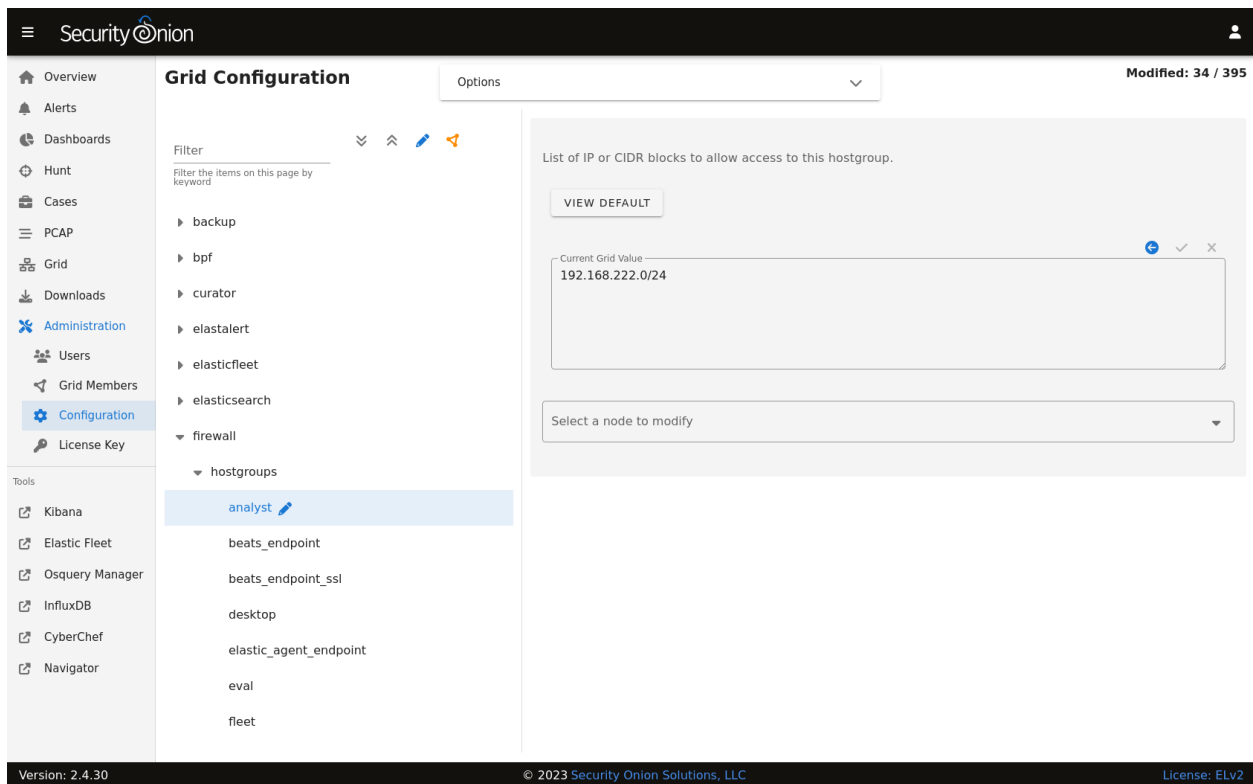 Security Onion
Overview
Alerts
Dashboards
Hunt
Cases
PCAP
Grid
Downloads
Administration
Users
Grid Members
Configuration
License Key
Tools
Kibana
Elastic Fleet
Osquery Manager
InfluxDB
CyberChef
Navigator
Grid Configuration
Options
Modified: 34 / 395
Filter
Filter the items on this page by
keyword
backup
bpf
curator
elastalert
elasticfleet
elasticsearch
firewall
hostgroups
analyst
beats_endpoint
beats_endpoint_ssl
desktop
elastic_agent_endpoint
eval
fleet
List of IP or CIDR blocks to allow access to this hostgroup.
VIEW DEFAULT
Current Grid Value
192.168.222.0/24
Select a node to modify
Version: 2.4.30
© 2023 Security Onion Solutions, LLC
License: ELv2